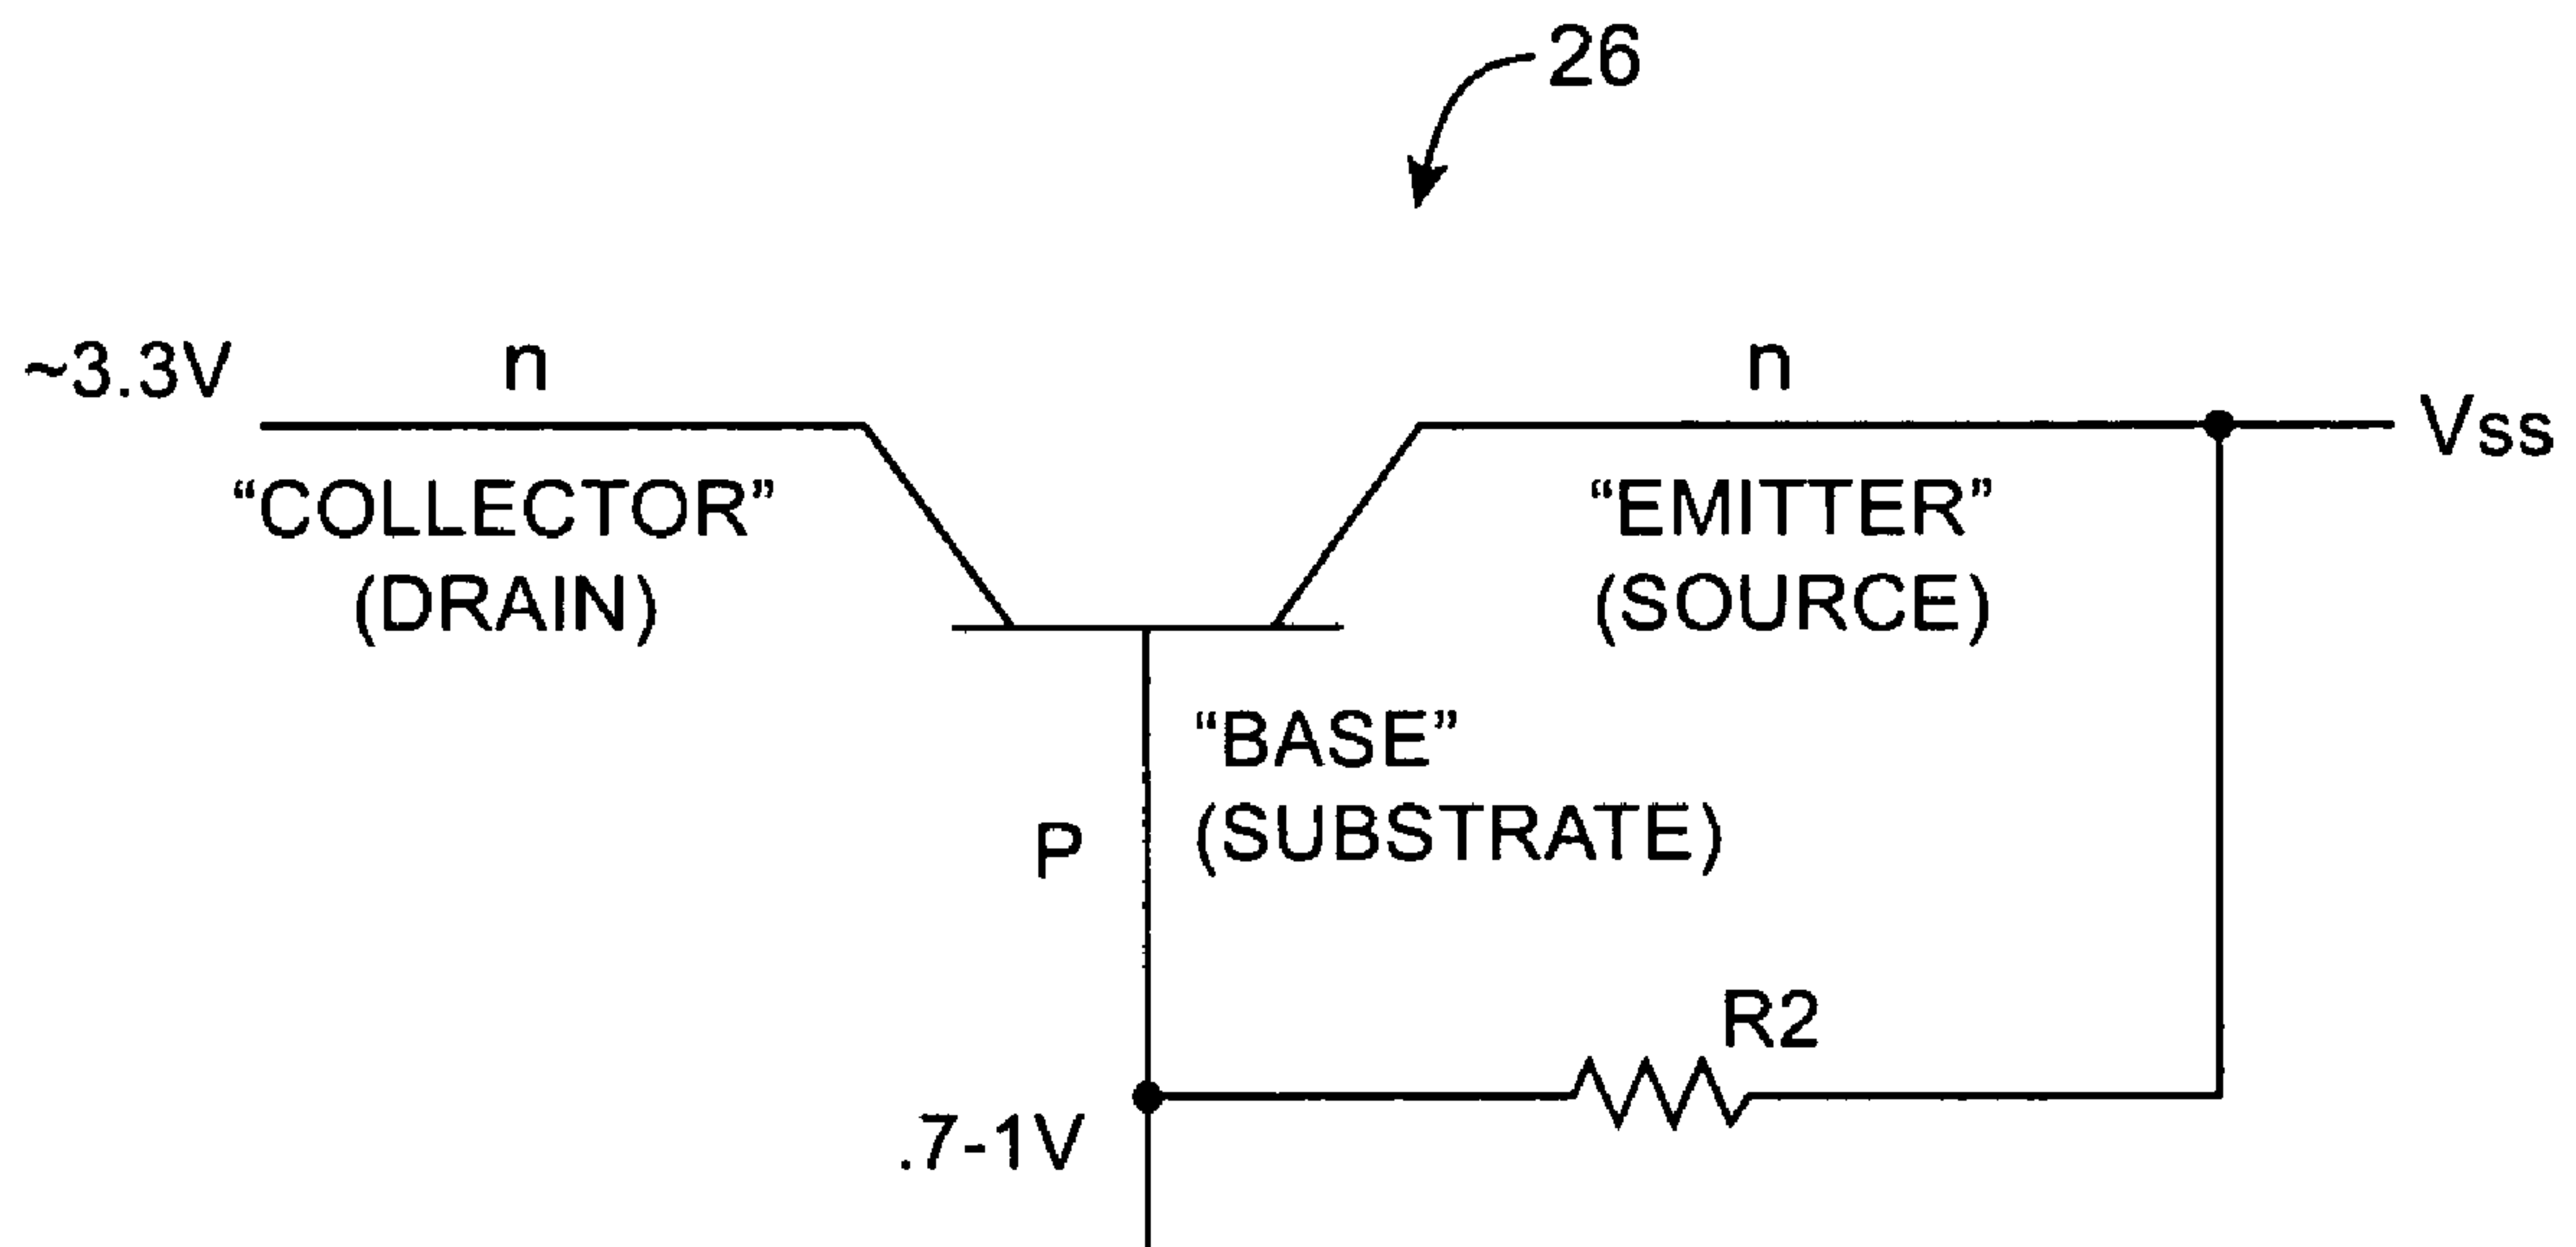 26
~3.3V
n
n
Vss
“COLLECTOR”
(DRAIN)
“EMITTER”
(SOURCE)
“BASE”
(SUBSTRATE)
P
R2
.7-1V